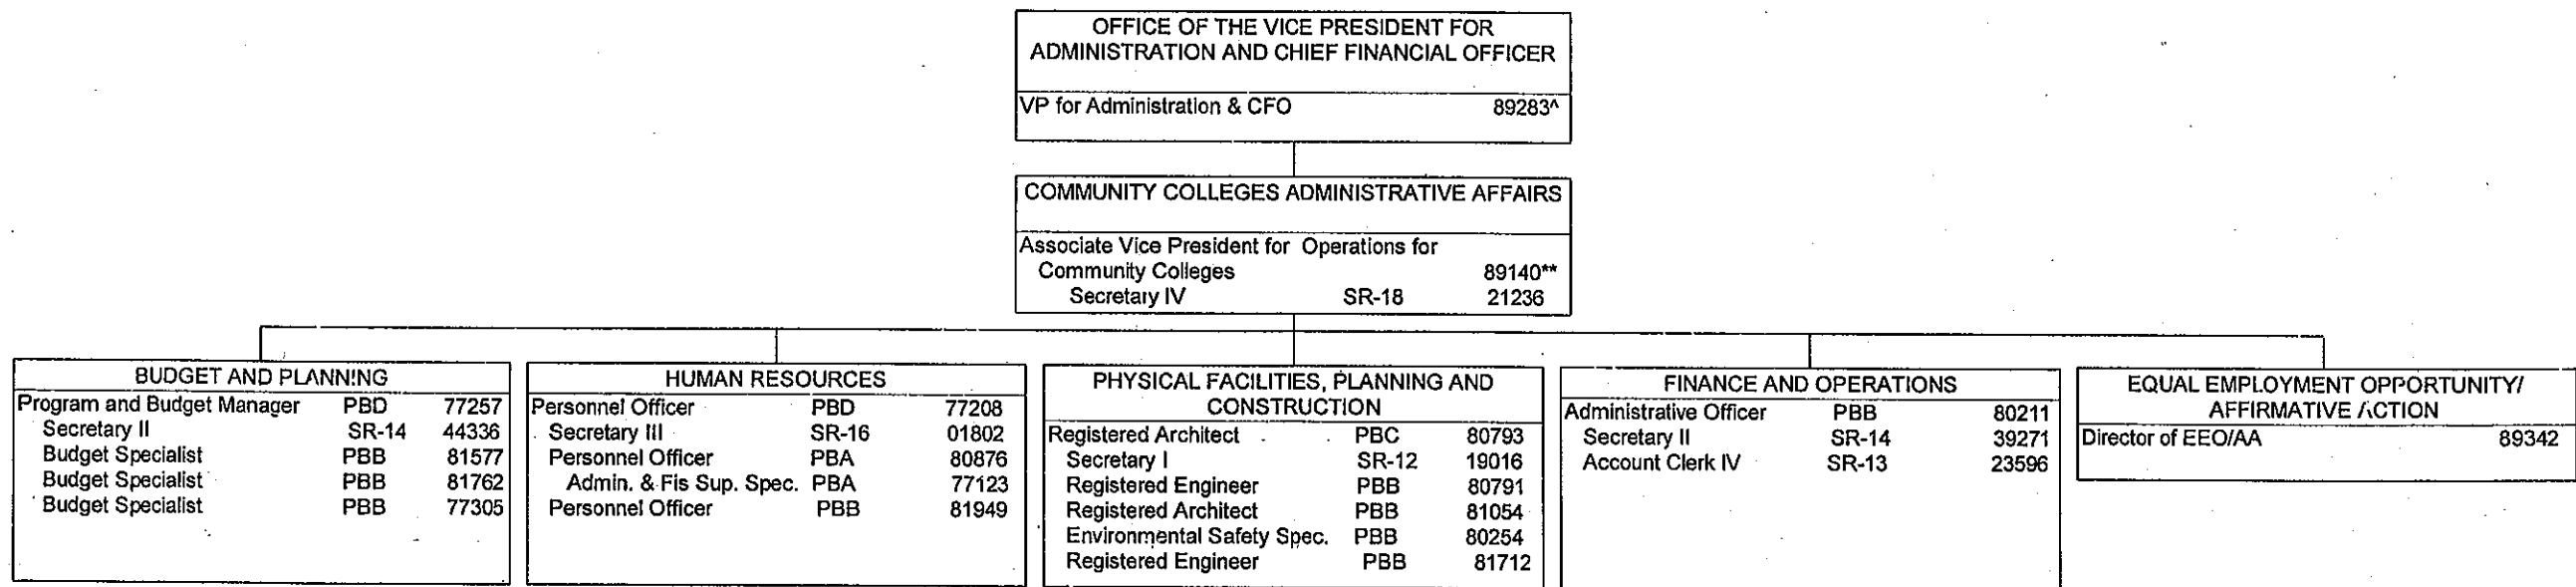 OFFICE OF THE VICE PRESIDENT FOR
ADMINISTRATION AND CHIEF FINANCIAL OFFICER
VP for Administration & CFO 89283^
COMMUNITY COLLEGES ADMINISTRATIVE AFFAIRS
Associate Vice President for Operations for
Community Colleges 89140**
Secretary IV SR-18 21236
BUDGET AND PLANNING
Program and Budget Manager PBD 77257
Secretary II SR-14 44336
Budget Specialist PBB 81577
Budget Specialist PBB 81762
Budget Specialist PBB 77305
HUMAN RESOURCES
Personnel Officer PBD 77208
Secretary III SR-16 01802
Personnel Officer PBA 80876
Admin. & Fis Sup. Spec. PBA 77123
Personnel Officer PBB 81949
PHYSICAL FACILITIES, PLANNING AND
CONSTRUCTION
Registered Architect PBC 80793
Secretary I SR-12 19016
Registered Engineer PBB 80791
Registered Architect PBB 81054
Environmental Safety Spec. PBB 80254
Registered Engineer PBB 81712
FINANCE AND OPERATIONS
Administrative Officer PBB 80211
Secretary II SR-14 39271
Account Clerk IV SR-13 23596
EQUAL EMPLOYMENT OPPORTUNITY/
AFFIRMATIVE ACTION
Director of EEO/AA 89342